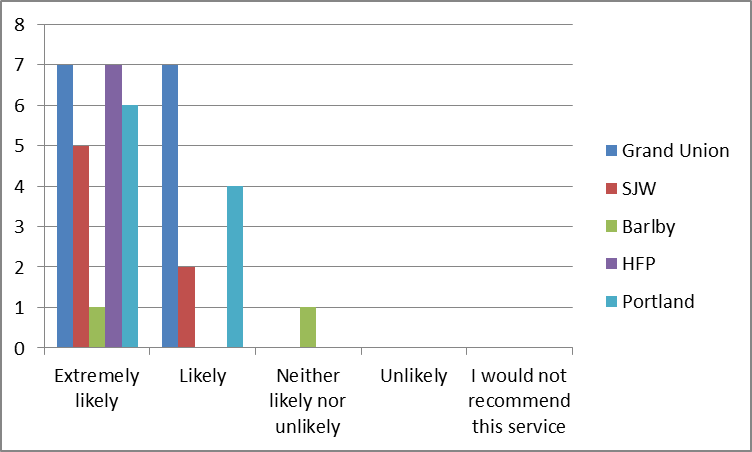 8
7
6
5
4
3
2
1
0
Extremely
likely
Likely
Neither
likely nor
unlikely
Unlikely
I would not
recommend
this service
Grand Union
SJW
Barlby
HFP
Portland